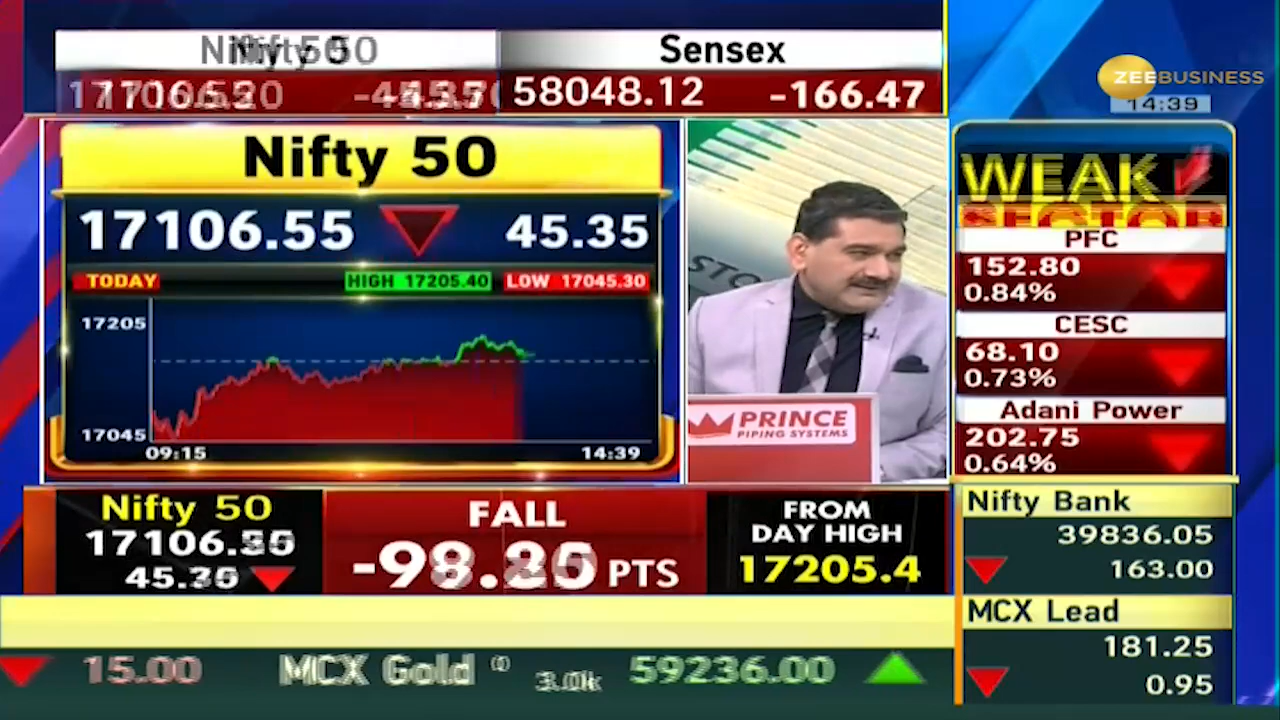 Nifty 50
Sensex
58048.12 -166.47
ZEEBUSINESS
14:39
Nifty 50
17106.55 45.35
TODAY HIGH 17205.40 LOW 17045.30
17205
17045
09:15 14:39
STO
PRINCE
PIPING SYSTEMS
WEAK
SECTOR
PFC
152.80
0.84%
CESC
68.10
0.73%
Adani Power
202.75
0.64%
Nifty 50
45.35
FALL
PTS
FROM
DAY HIGH
17205.4
Nifty Bank
39836.05
163.00
MCX Lead
181.25
0.95
15.00 MCX Gold 59236.00